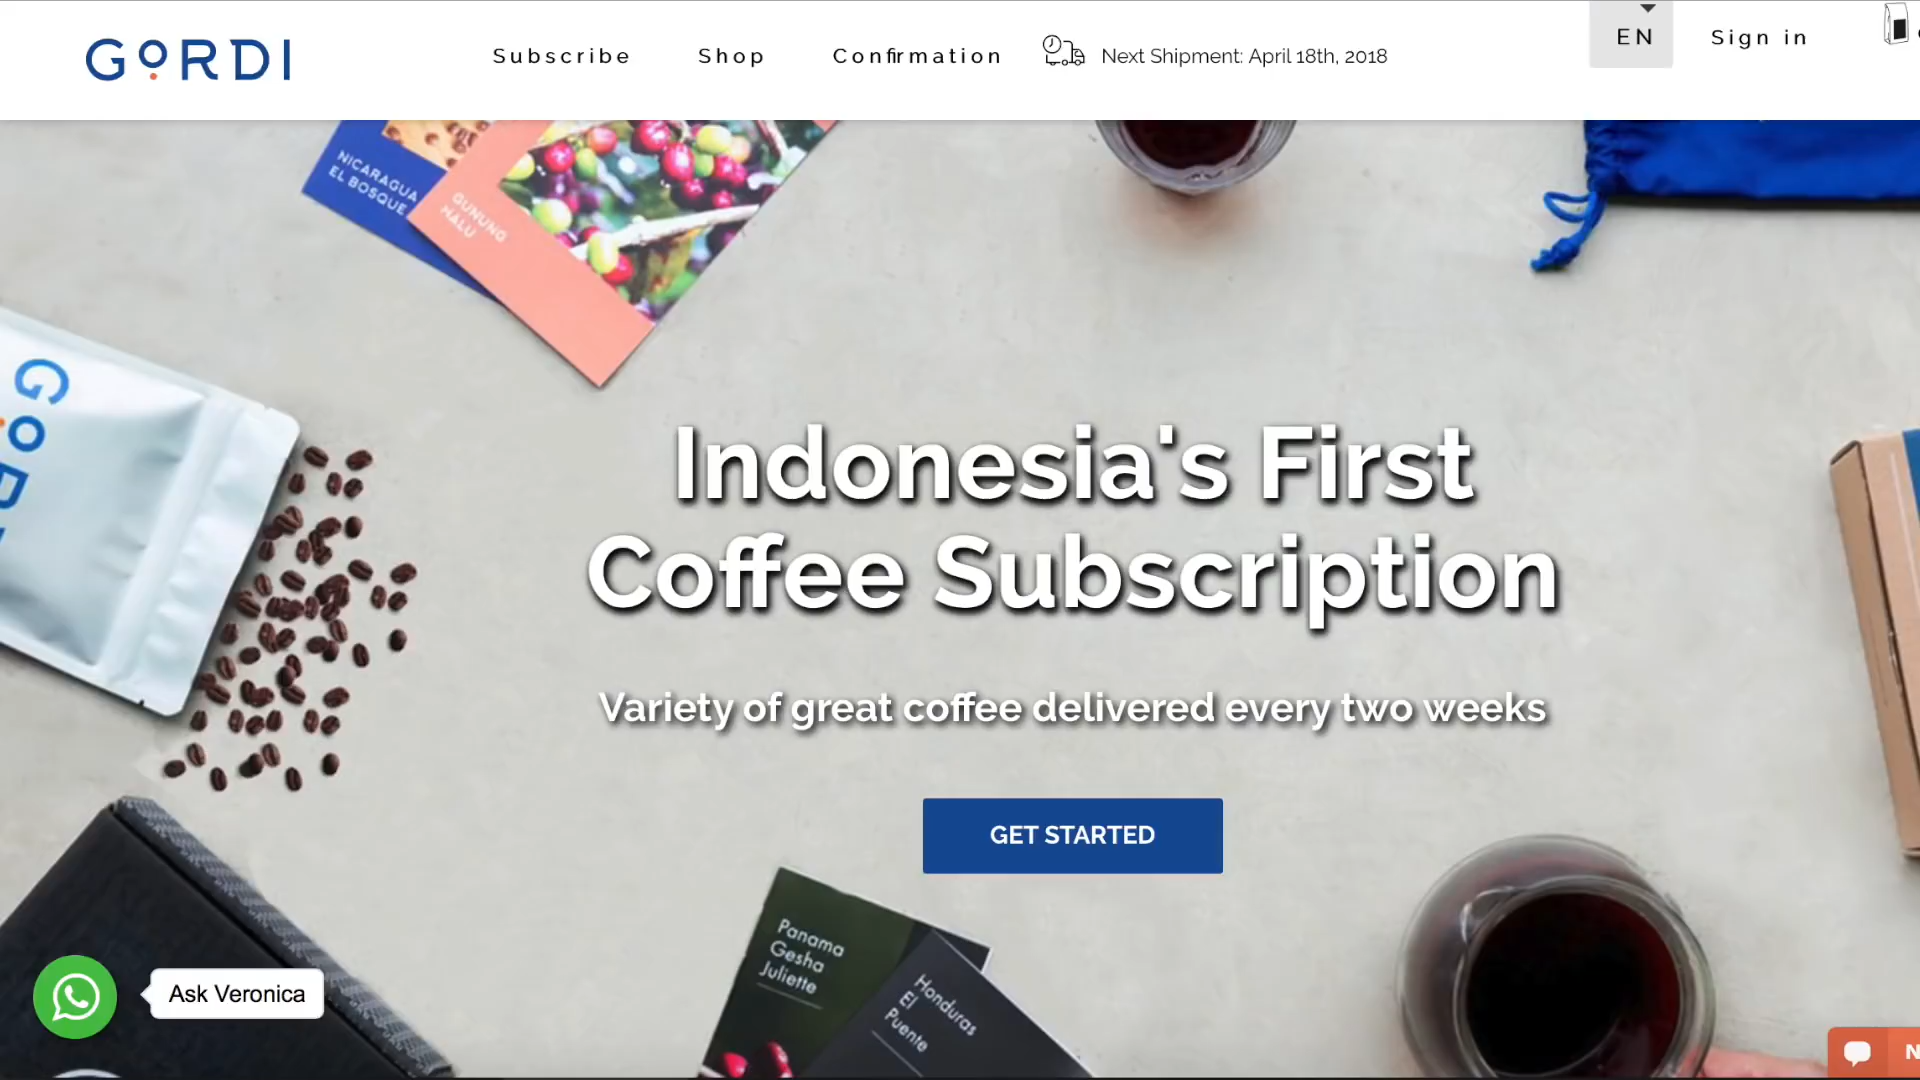 GORDI
Subscribe
Shop
Confirmation
Next Shipment: April 18th, 2018
EN
Sign in
NICARAGUA
EL BOSQUE
GUNUNG
HALU
Indonesia's First
Coffee Subscription
Variety of great coffee delivered every two weeks
GET STARTED
Panama
Gesha
Juliette
Honduras
El
Puente
Ask Veronica